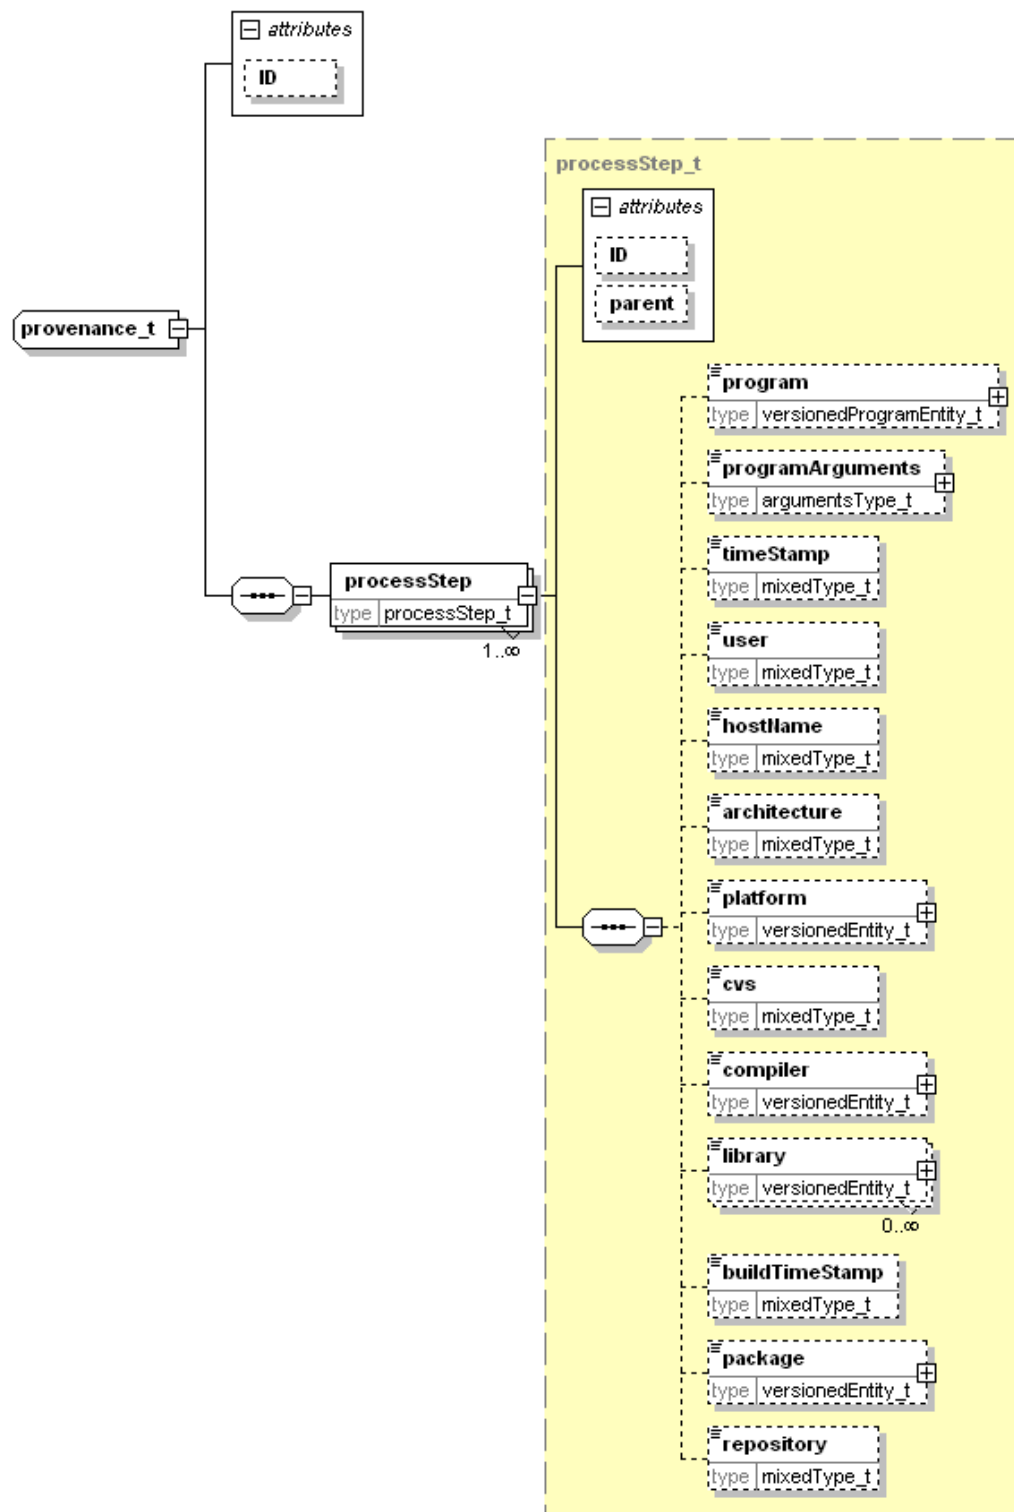 attributes
ID
processStep_t
attributes
ID
parent
provenance_t
program
type versionedProgramEntity_t
programArguments
type argumentsType_t
timeStamp
type mixedType_t
processStep
type processStep_t
1..∞
user
type mixedType_t
hostName
type mixedType_t
architecture
type mixedType_t
platform
type versionedEntity_t
cvs
type mixedType_t
compiler
type versionedEntity_t
library
type versionedEntity_t
0..∞
buildTimeStamp
type mixedType_t
package
type versionedEntity_t
repository
type mixedType_t